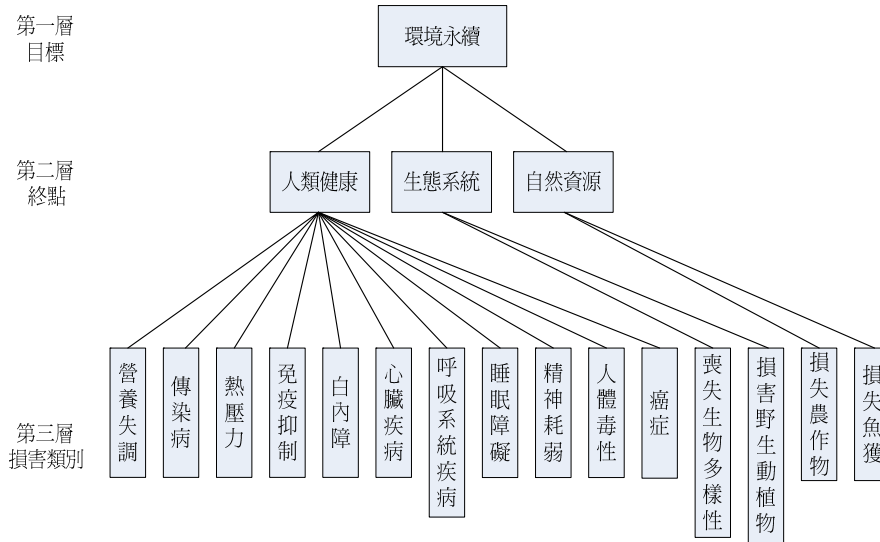 第一層
目標
環境永續
第二層
終點
人類健康
生態系統
自然資源
第三層
損害類別
營養失調
傳染病
熱壓力
免疫抑制
白內障
心臟疾病
呼吸系統疾病
睡眠障礙
精神耗弱
人體毒性
癌症
喪失生物多樣性
損害野生動植物
損失農作物
損失魚獲